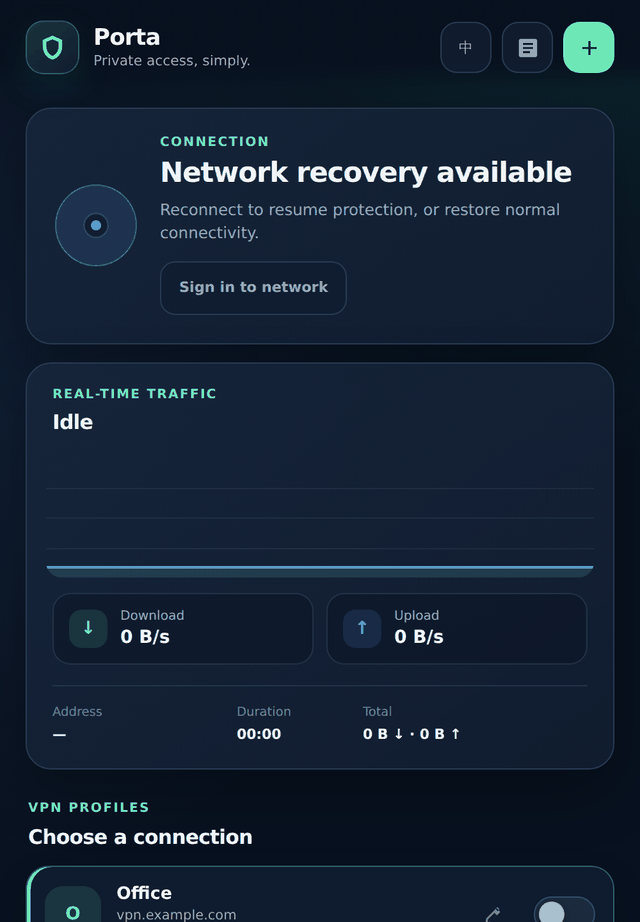 Porta
Private access, simply.
中
+
CONNECTION
Network recovery available
Reconnect to resume protection, or restore normal
connectivity.
Sign in to network
REAL-TIME TRAFFIC
Idle
↓
Download
0 B/s
↑
Upload
0 B/s
Address
Duration
Total
—
00:00
0 B ↓ · 0 B ↑
VPN PROFILES
Choose a connection
O
Office
vpn.example.com